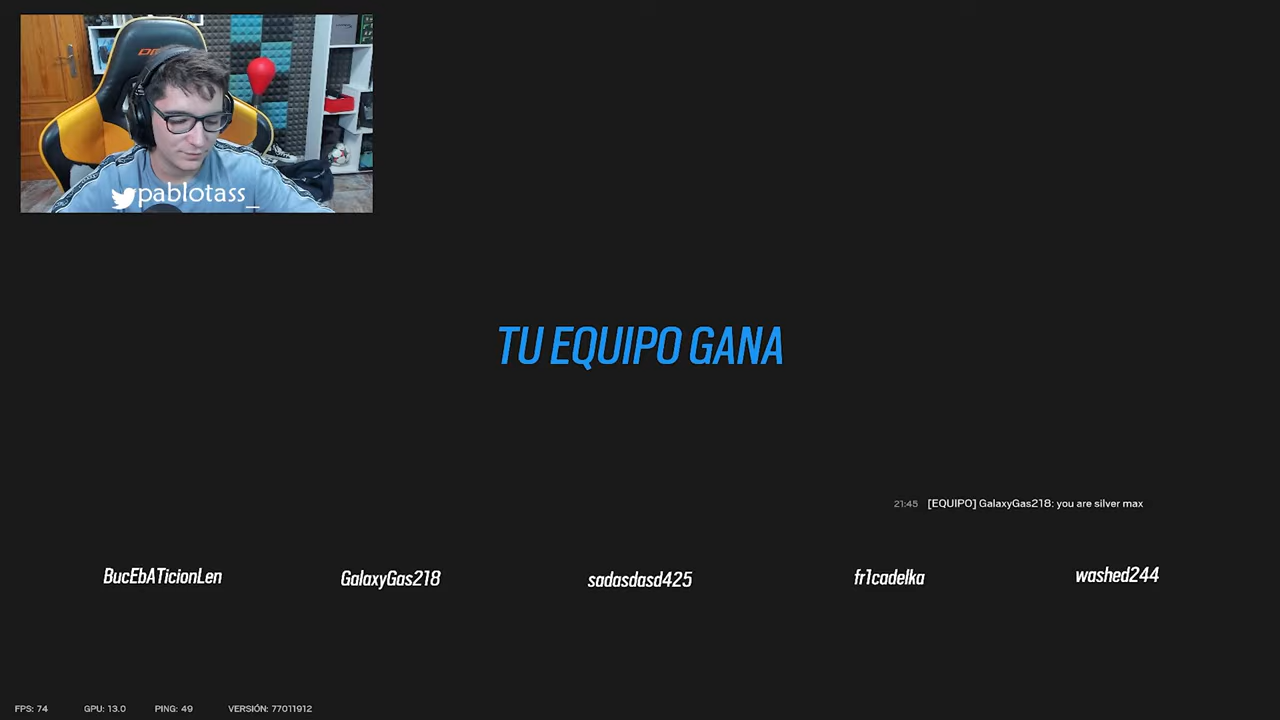 pablotass_
TU EQUIPO GANA
21:45 [EQUIPO] GalaxyGas218: you are silver max
BucEbATicionLen
GalaxyGas218
sadasdasd425
fr1cadelka
washed244
FPS: 74 GPU: 13.0 PING: 49 VERSIÓN: 77011912